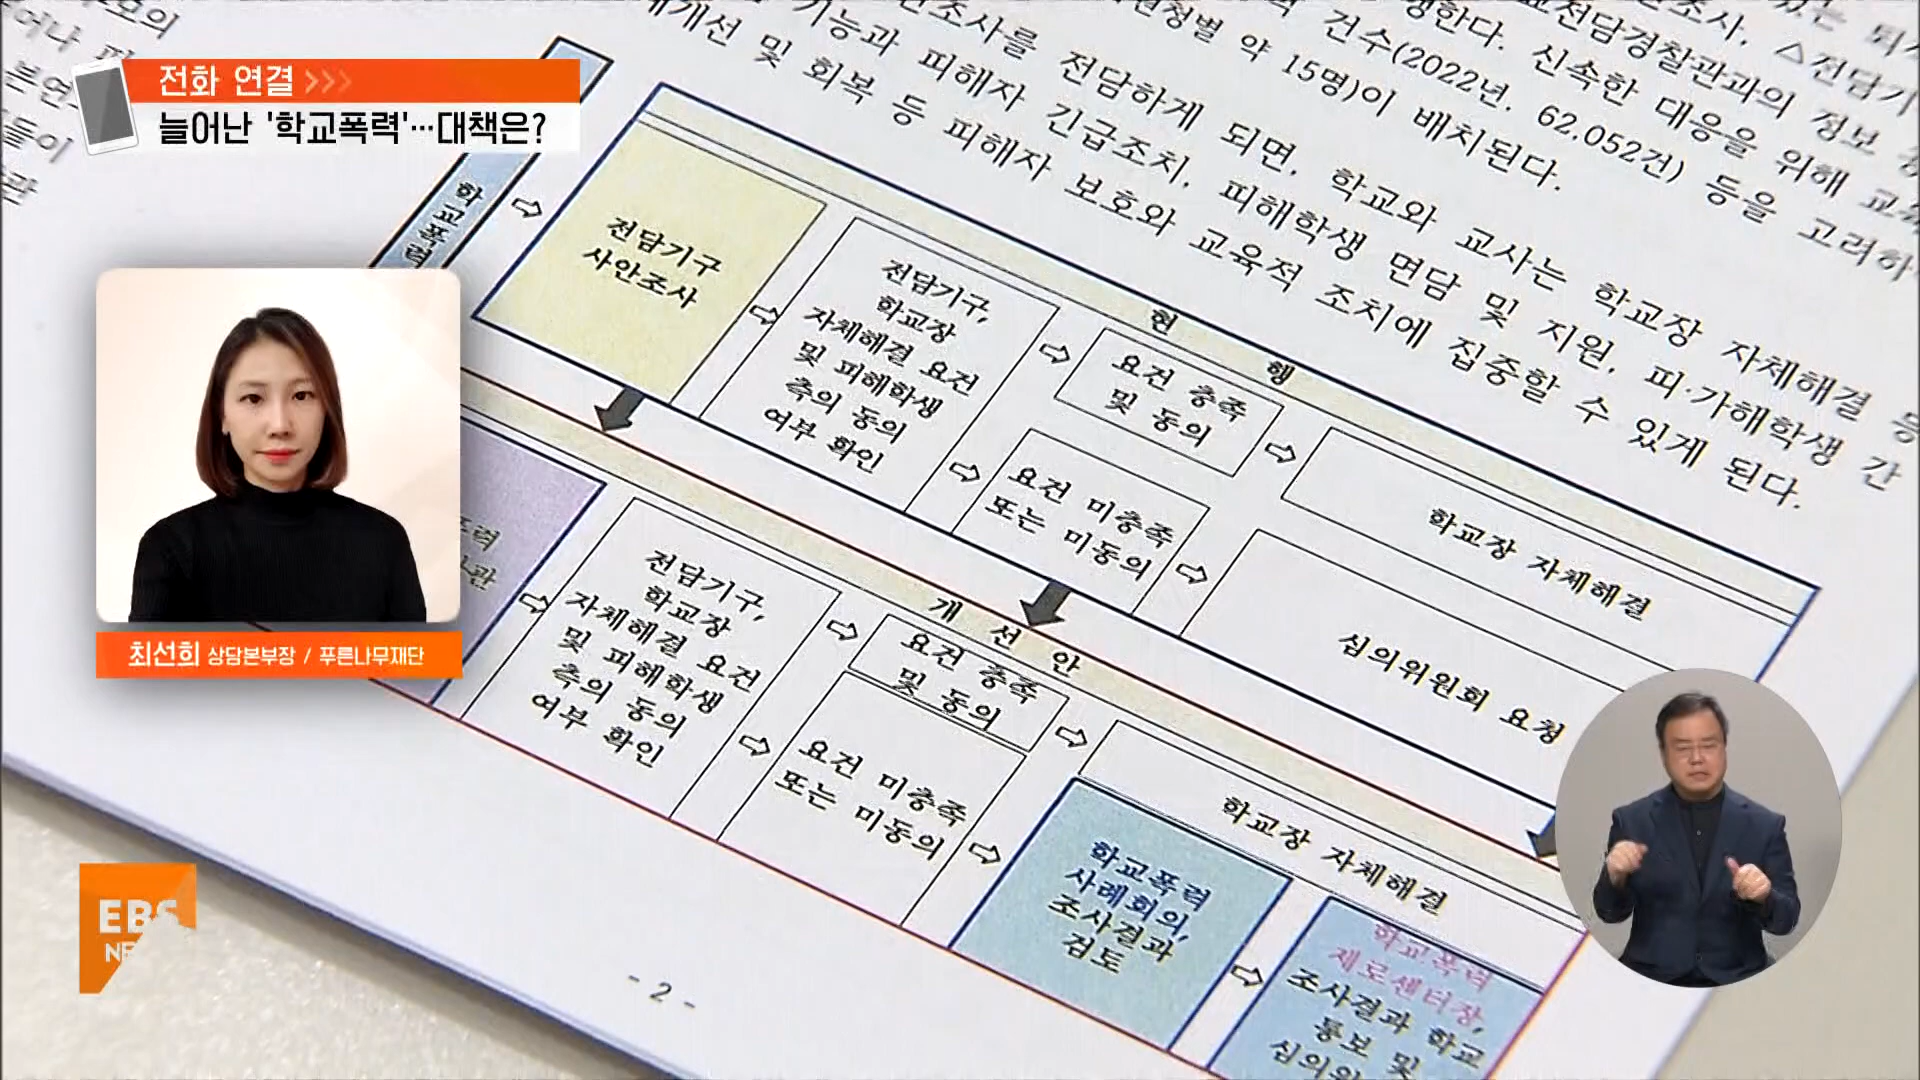 전화 연결
늘어난 '학교폭력'…대책은?
최선희 상담본부장 / 푸른나무재단
EBS
건수(2022년, 62,052건) 등을 고려하
약 15명)이 배치된다.
신속한 대응을 위해
전담하게 되면, 학교와 교사는 학교장 자체해결 등
기능과 피해자 긴급조치, 피해학생 면담 및 지원, 피·가해학생 간
개선 및 회복 등 피해자 보호와 교육적 조치에 집중할 수 있게 된다.
현 행
학교폭력
전담기구
사안조사
전담기구,
학교장
자체해결 요건
및 피해학생
측의 동의
여부 확인
요건 충족
및 동의
학교장 자체해결
요건 미충족
또는 미동의
심의위원회 요청
개 선 안
전담기구,
학교장
자체해결 요건
및 피해학생
측의 동의
여부 확인
요건 충족
및 동의
학교장 자체해결
요건 미충족
또는 미동의
학교폭력
사례회의,
조사결과
검토
학교폭력
제로센터장,
조사결과 학교
통보 및
- 2 -